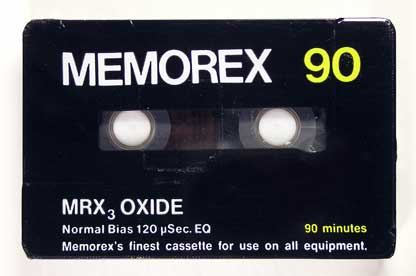 MEMOREX 90
MRX₃ OXIDE
Normal Bias 120 µSec. EQ 90 minutes
Memorex's finest cassette for use on all equipment.